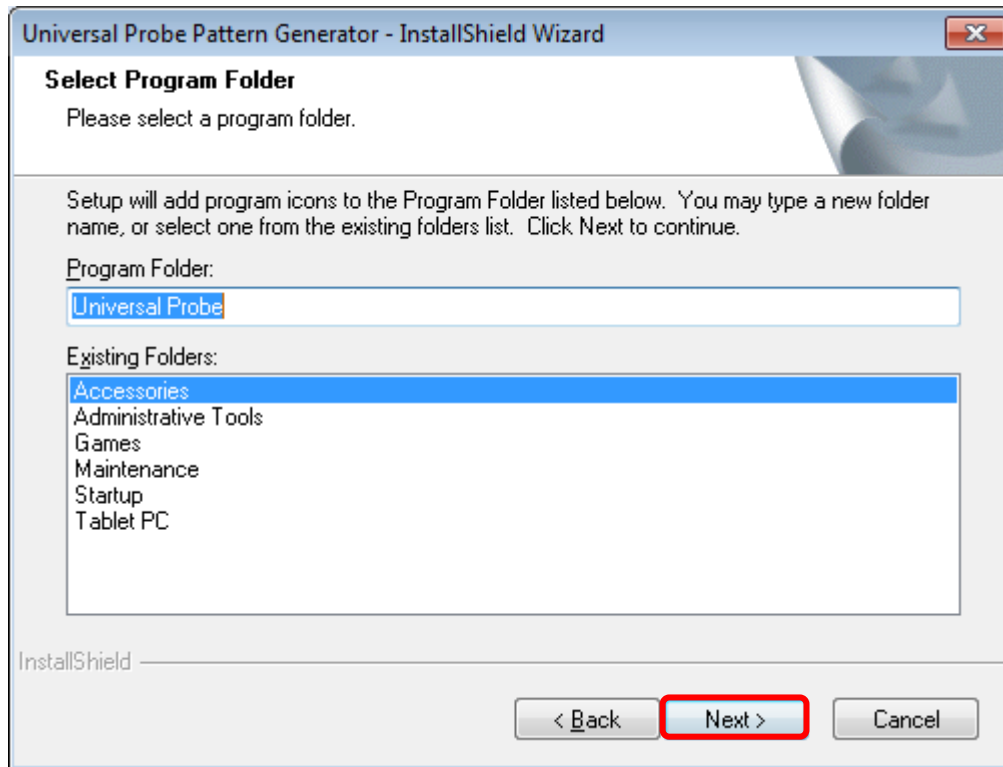 Universal Probe Pattern Generator - InstallShield Wizard
Select Program Folder
Please select a program folder.
Setup will add program icons to the Program Folder listed below.  You may type a new folder
name, or select one from the existing folders list.  Click Next to continue.
Program Folder:
Universal Probe
Existing Folders:
Accessories
Administrative Tools
Games
Maintenance
Startup
Tablet PC
InstallShield
< Back
Next >
Cancel